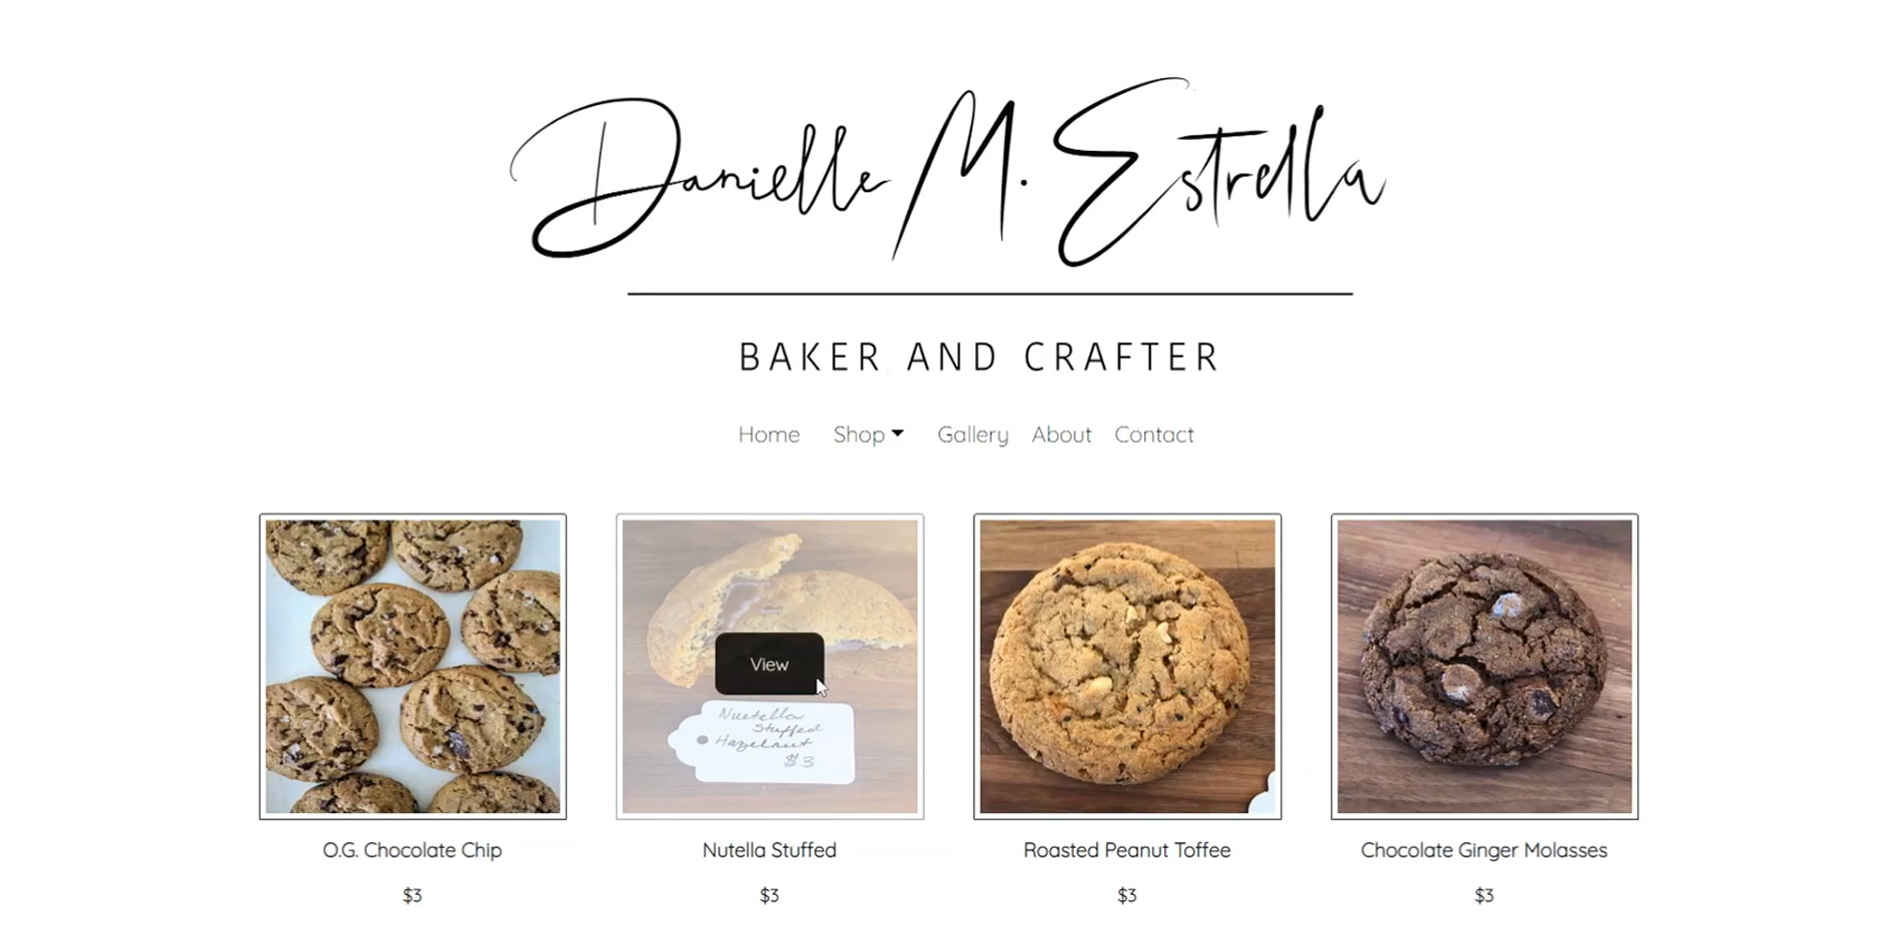 Danielle M. Estrella
BAKER AND CRAFTER
Home Shop Gallery About Contact
View
Nutella
Stuffed
Hazelnut
$3
O.G. Chocolate Chip Nutella Stuffed Roasted Peanut Toffee Chocolate Ginger Molasses
$3 $3 $3 $3